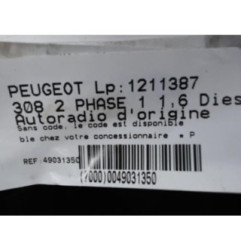 PEUGEOT Lp:1211387
308 2 PHASE 1 1.6 Dies
Autoradio d'origine
Sans code, le code est disponible
ble chez votre concessionnaire * P
REF:49031350
(7000)0049031350